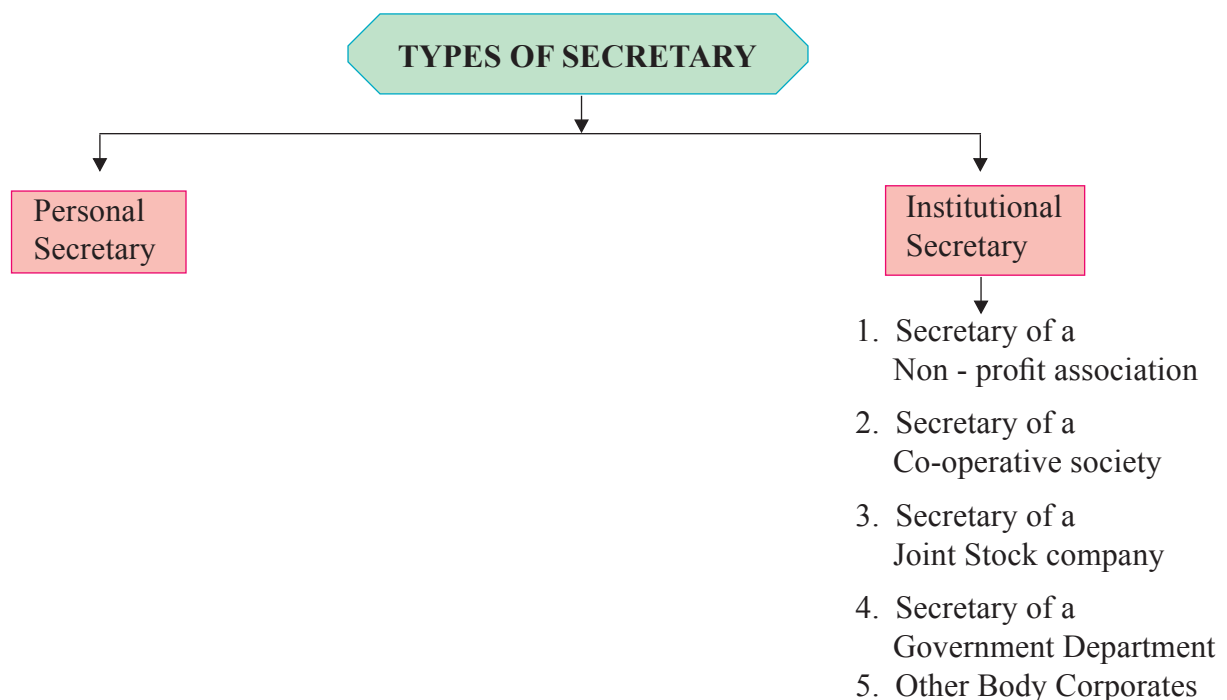 TYPES OF SECRETARY
Personal
Secretary
Institutional
Secretary
1. Secretary of a
Non - profit association
2. Secretary of a
Co-operative society
3. Secretary of a
Joint Stock company
4. Secretary of a
Government Department
5. Other Body Corporates